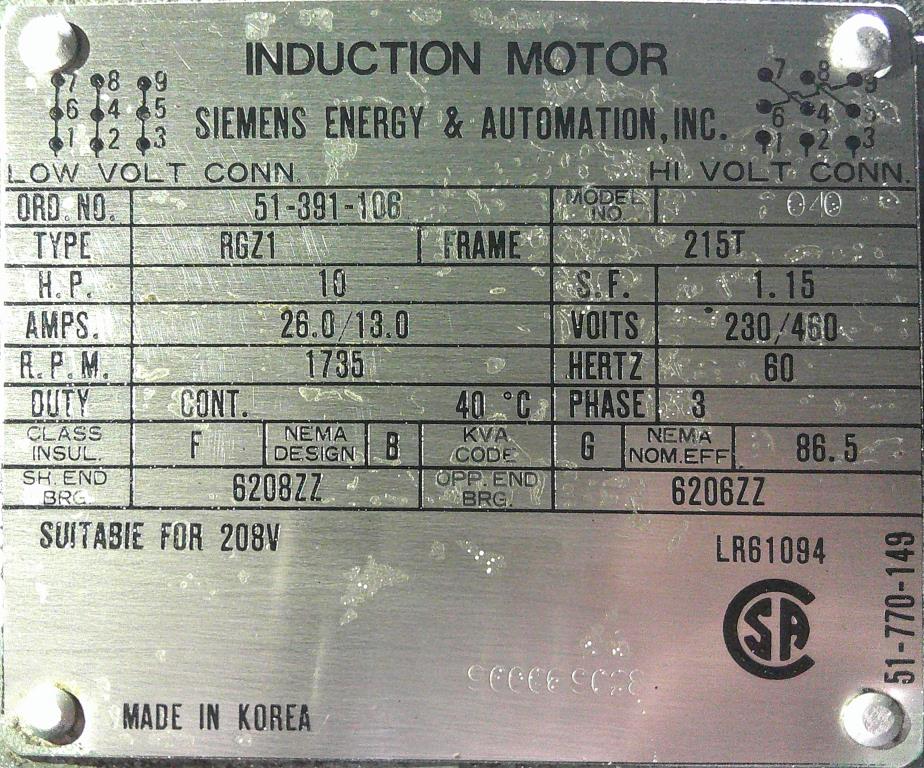 INDUCTION MOTOR
7 8 9
7 8 9
6 4 5
6 4 5
SIEMENS ENERGY & AUTOMATION, INC.
1 2 3
1 2 3
LOW VOLT CONN.
HI VOLT CONN.
ORD. NO. 51-391-106 MODEL NO 040
TYPE RGZ1 FRAME 215T
H.P. 10 S.F. 1.15
AMPS. 26.0/13.0 VOITS 230/460
R.P.M. 1735 HERTZ 60
DUTY CONT. 40 °C PHASE 3
CLASS INSUL. F NEMA DESIGN B KVA CODE G NEMA NOM.EFF 86.5
SH. END BRG. 6208ZZ OPP. END BRG. 6206ZZ
SUITABIE FOR 208V
LR61094
51-770-149
CSA
MADE IN KOREA